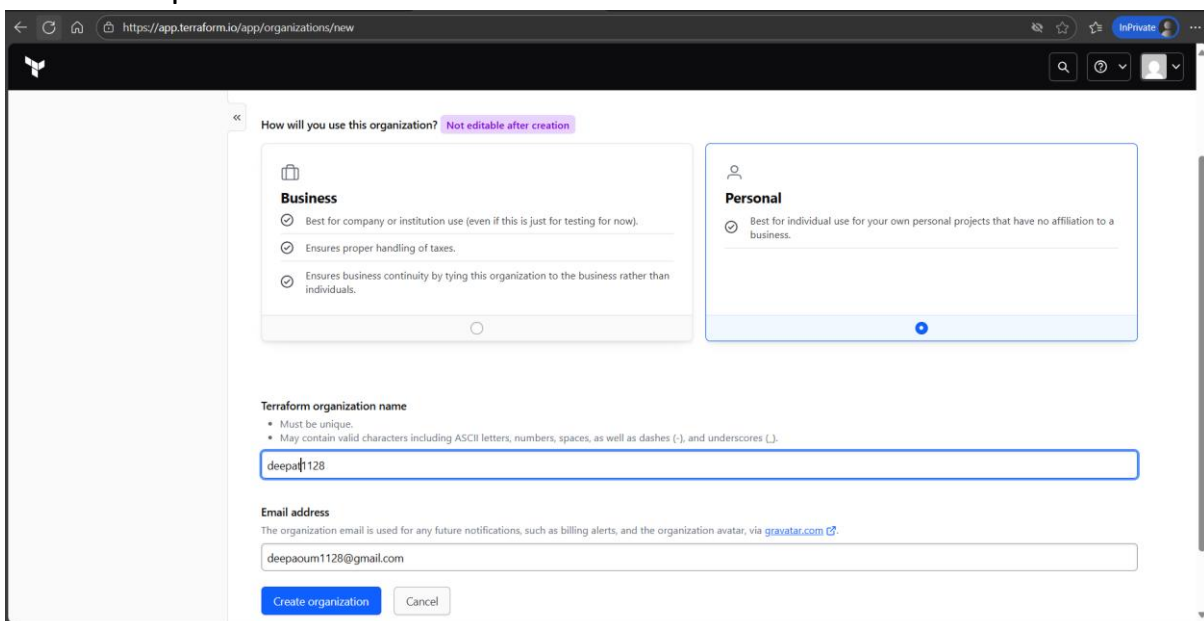 https://app.terraform.io/app/organizations/new
InPrivate
How will you use this organization? Not editable after creation
Business
Best for company or institution use (even if this is just for testing for now).
Ensures proper handling of taxes.
Ensures business continuity by tying this organization to the business rather than
individuals.
Personal
Best for individual use for your own personal projects that have no affiliation to a
business.
Terraform organization name
• Must be unique.
• May contain valid characters including ASCII letters, numbers, spaces, as well as dashes (-), and underscores (_).
deepat1128
Email address
The organization email is used for any future notifications, such as billing alerts, and the organization avatar, via gravatar.com.
deepaoum1128@gmail.com
Create organization
Cancel